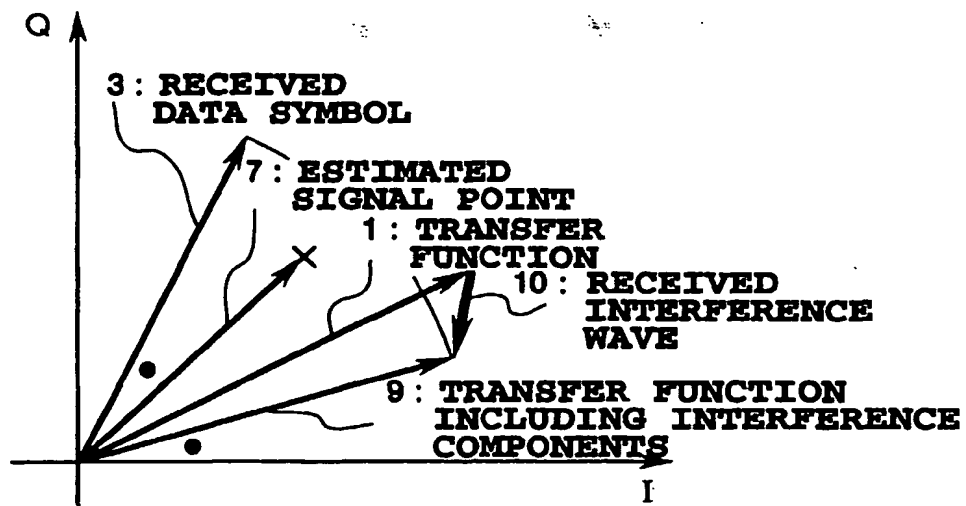 Q
3 : RECEIVED
DATA SYMBOL
7 : ESTIMATED
SIGNAL POINT
1 : TRANSFER
FUNCTION
10 : RECEIVED
INTERFERENCE
WAVE
9 : TRANSFER FUNCTION
INCLUDING INTERFERENCE
COMPONENTS
I